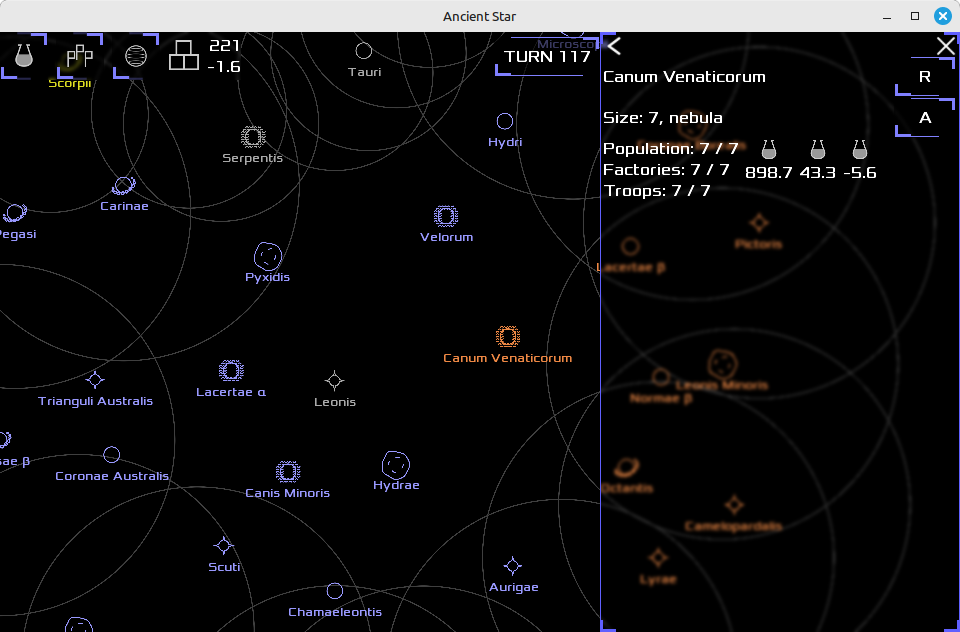 Ancient Star
221
-1.6
Scorpii
Tauri
TURN 117
Serpentis
Hydri
Carinae
Pegasi
Velorum
Pyxidis
Canum Venaticorum
Lacertae α
Leonis
Trianguli Australis
ae β
Coronae Australis
Canis Minoris
Hydrae
Scuti
Aurigae
Chamaeleontis
Canum Venaticorum
R
Size: 7, nebula
A
Population: 7 / 7
Factories: 7 / 7
898.7 43.3 -5.6
Troops: 7 / 7
Pictoris
Lacertae β
Leonis Minoris
Normae β
Octantis
Camelopardalis
Lyrae